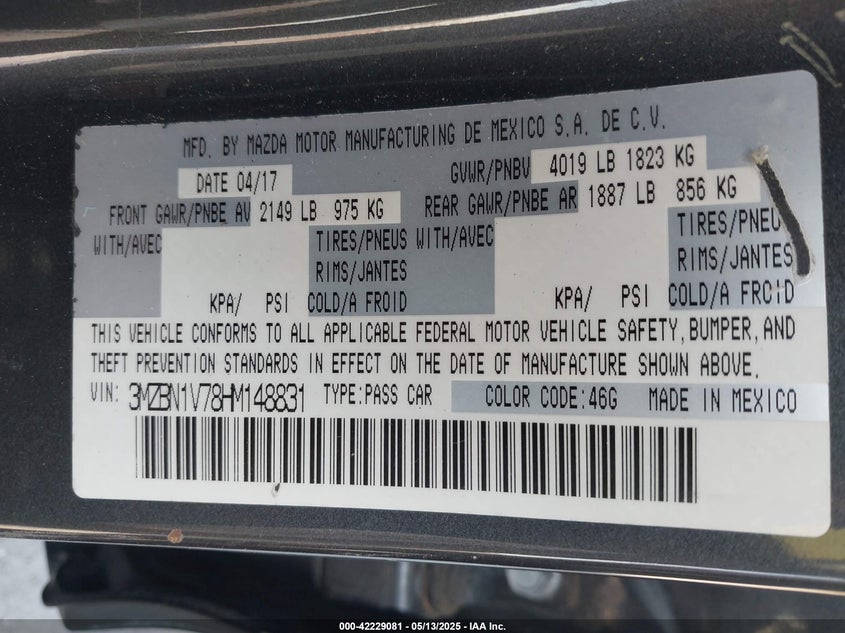 MFD. BY MAZDA MOTOR MANUFACTURING DE MEXICO S.A. DE C.V.
DATE 04/17 GVWR/PNBV 4019 LB 1823 KG
FRONT GAWR/PNBE AV 2149 LB 975 KG REAR GAWR/PNBE AR 1887 LB 856 KG
WITH/AVEC TIRES/PNEUS WITH/AVEC TIRES/PNEUS
RIMS/JANTES RIMS/JANTES
KPA/ PSI COLD/A FROID KPA/ PSI COLD/A FROID
THIS VEHICLE CONFORMS TO ALL APPLICABLE FEDERAL MOTOR VEHICLE SAFETY, BUMPER, AND
THEFT PREVENTION STANDARDS IN EFFECT ON THE DATE OF MANUFACTURE SHOWN ABOVE.
VIN: 3MZBN1V78HM148831 TYPE:PASS CAR COLOR CODE:46G MADE IN MEXICO
000-42229081 - 05/13/2025 - IAA Inc.